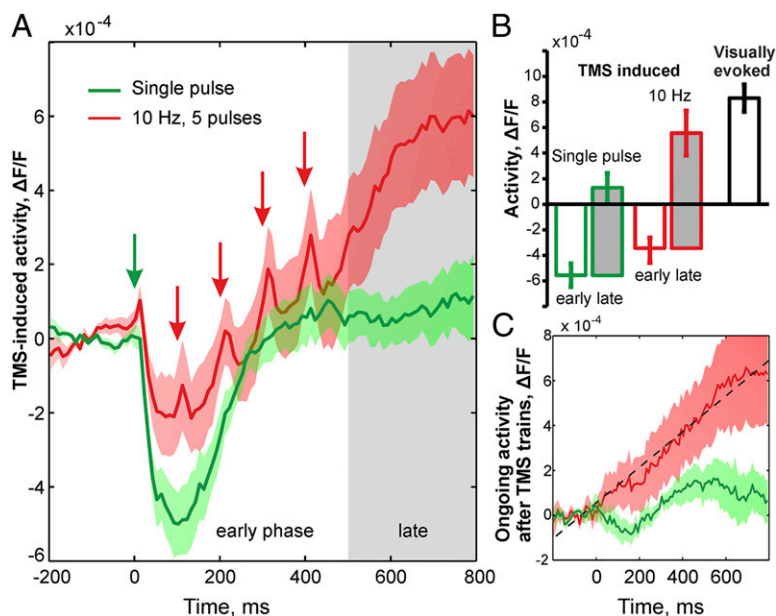 A
×10⁻⁴
Single pulse
10 Hz, 5 pulses
TMS-induced activity, ΔF/F
6
4
2
0
-2
-4
-6
early phase
late
-200
0
200
400
600
800
Time, ms
B
×10⁻⁴
Visually
evoked
TMS induced
10 Hz
Single pulse
Activity, ΔF/F
8
6
4
2
0
-2
-4
-6
early late
early late
C
× 10⁻⁴
Ongoing activity
after TMS trains, ΔF/F
8
6
4
2
0
-2
0
200 400 600
Time, ms